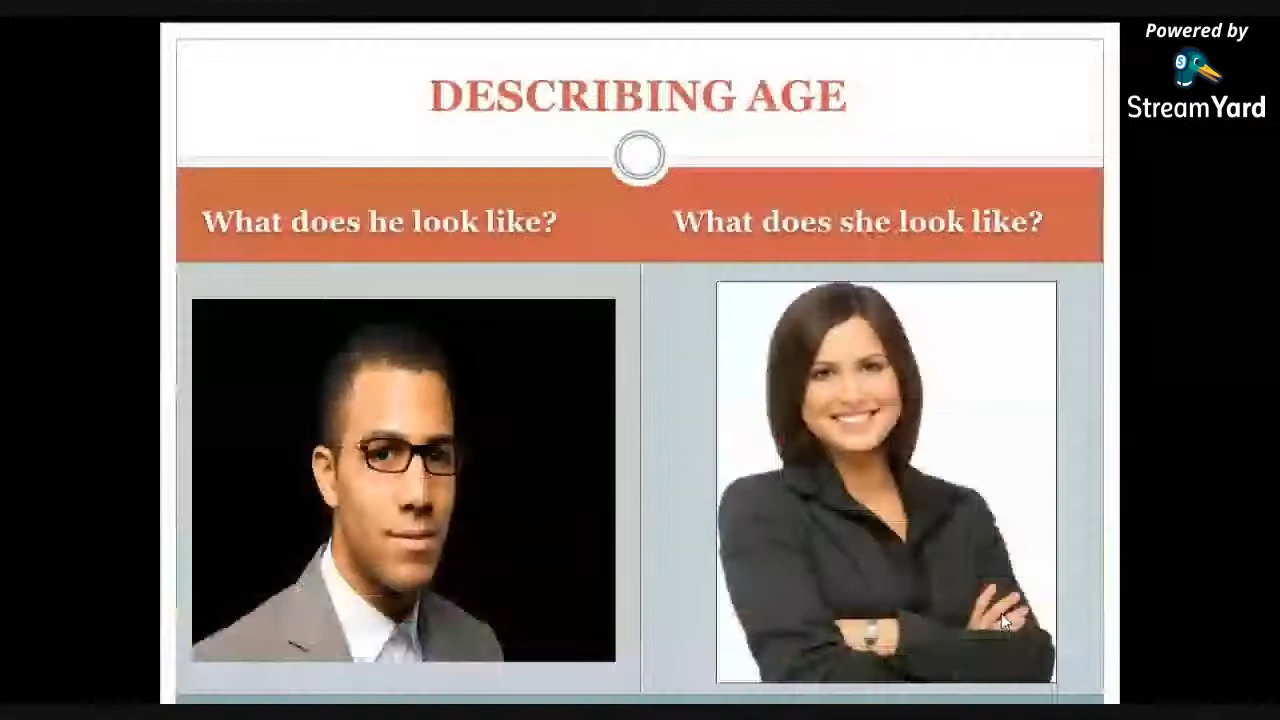 Powered by
StreamYard
DESCRIBING AGE
What does he look like?
What does she look like?